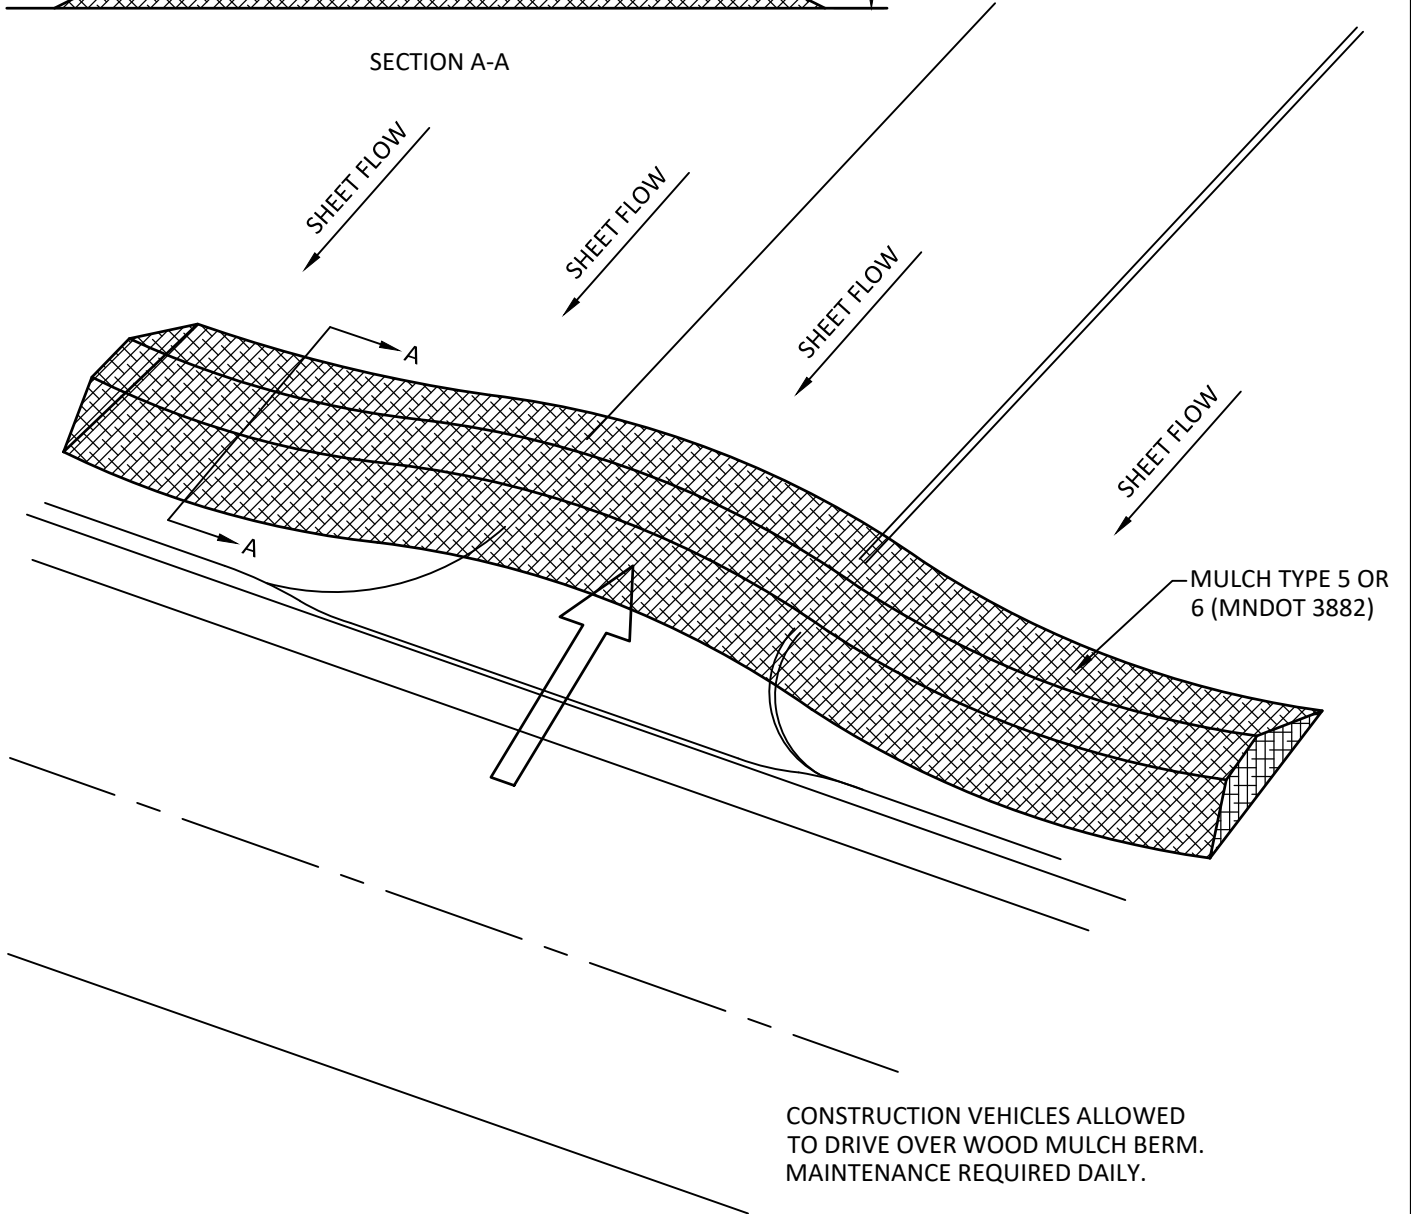 SECTION A-A
SHEET FLOW
SHEET FLOW
SHEET FLOW
SHEET FLOW
A
A
MULCH TYPE 5 OR
6 (MNDOT 3882)
CONSTRUCTION VEHICLES ALLOWED
TO DRIVE OVER WOOD MULCH BERM.
MAINTENANCE REQUIRED DAILY.